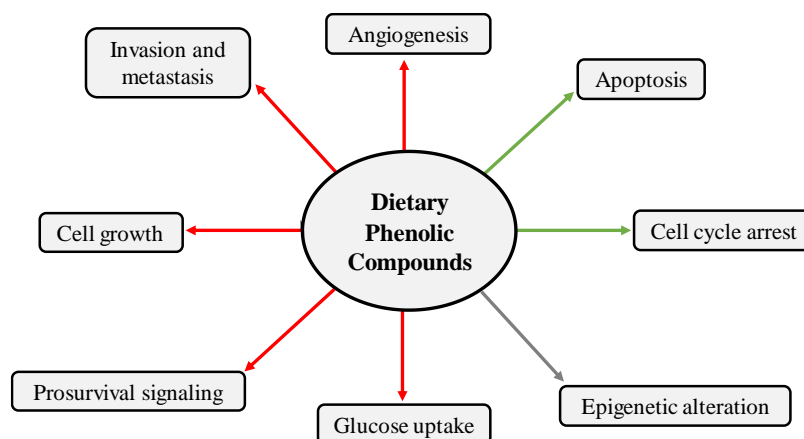 Angiogenesis
Invasion and
metastasis
Apoptosis
Dietary
Phenolic
Compounds
Cell growth
Cell cycle arrest
Prosurvival signaling
Glucose uptake
Epigenetic alteration